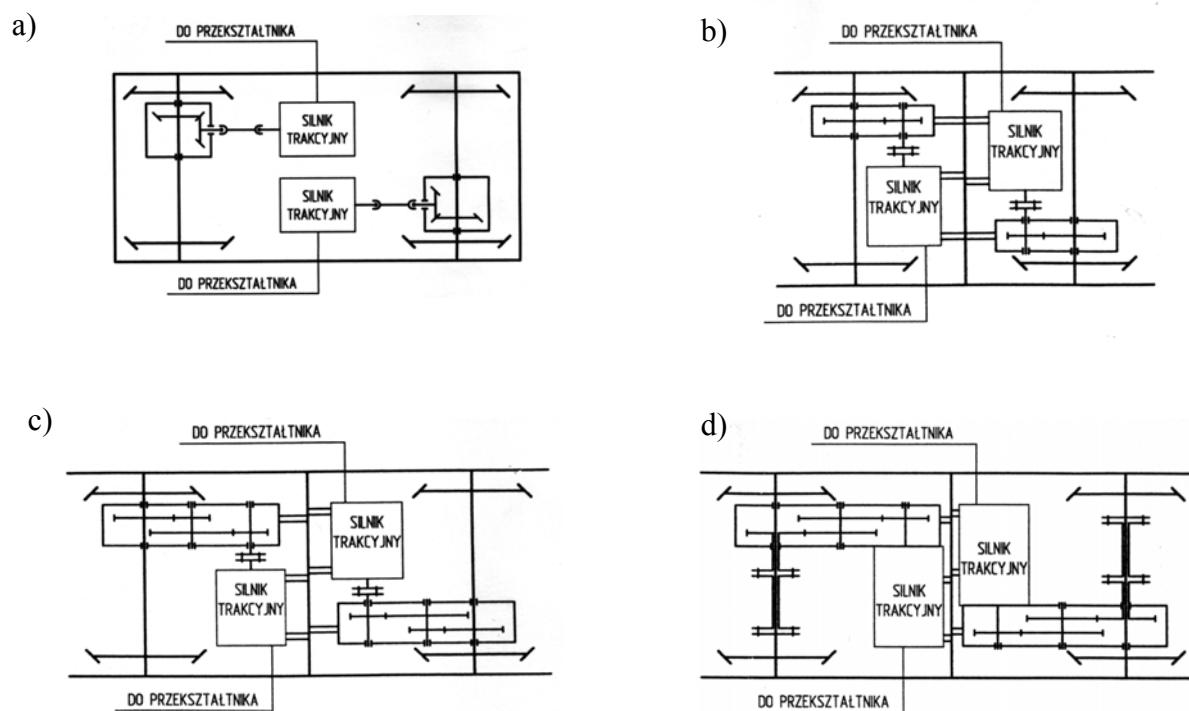 a)
DO PRZEKSZTAŁTNIKA
SILNIK
TRAKCYJNY
SILNIK
TRAKCYJNY
DO PRZEKSZTAŁTNIKA
b)
DO PRZEKSZTAŁTNIKA
SILNIK
TRAKCYJNY
SILNIK
TRAKCYJNY
DO PRZEKSZTAŁTNIKA
c)
DO PRZEKSZTAŁTNIKA
SILNIK
TRAKCYJNY
SILNIK
TRAKCYJNY
DO PRZEKSZTAŁTNIKA
d)
DO PRZEKSZTAŁTNIKA
SILNIK
TRAKCYJNY
SILNIK
TRAKCYJNY
DO PRZEKSZTAŁTNIKA